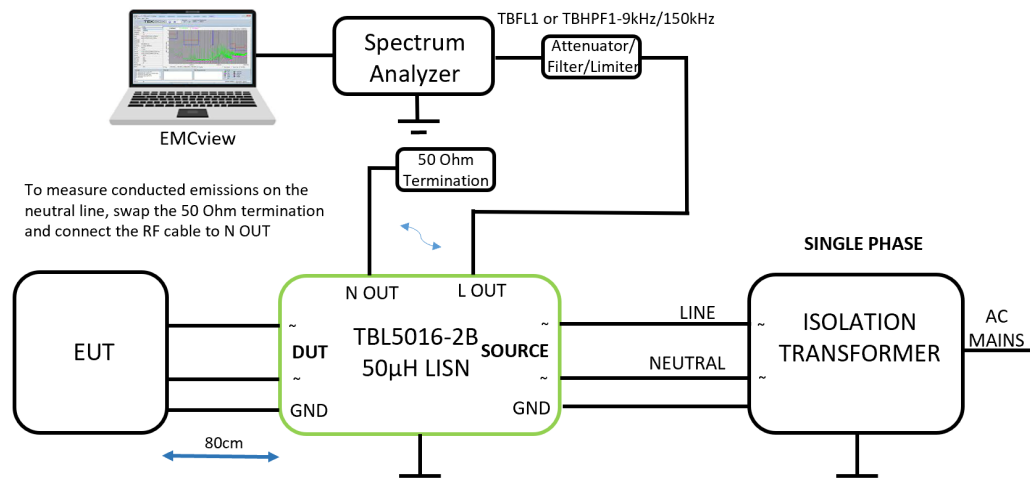 TBFL1 or TBHPF1-9kHz/150kHz
Spectrum
Analyzer
Attenuator/
Filter/Limiter
EMCview
50 Ohm
Termination
To measure conducted emissions on the
neutral line, swap the 50 Ohm termination
and connect the RF cable to N OUT
SINGLE PHASE
N OUT
L OUT
EUT
~
DUT
~
GND
TBL5016-2B
50µH LISN
~
SOURCE
~
GND
LINE
NEUTRAL
~
~
ISOLATION
TRANSFORMER
AC
MAINS
80cm